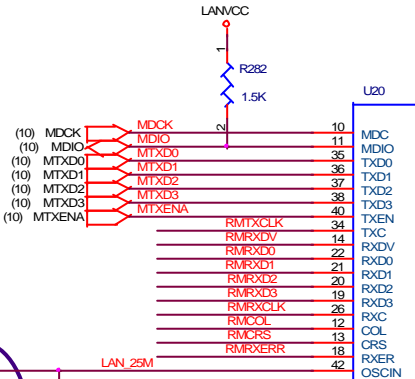 LANVCC
1
R282
U20
1.5K
2
(10) MDCK MDCK 10 MDC
(10) MDIO MDIO 11 MDIO
(10) MTXD0 MTXD0 35 TXD0
(10) MTXD1 MTXD1 36 TXD1
(10) MTXD2 MTXD2 37 TXD2
(10) MTXD3 MTXD3 38 TXD3
(10) MTXENA MTXENA 40 TXEN
RMTXCLK 34 TXC
RMRXDV 14 RXDV
RMRXD0 22 RXD0
RMRXD1 21 RXD1
RMRXD2 20 RXD2
RMRXD3 19 RXD3
RMRXCLK 26 RXC
RMCOL 12 COL
RMCRS 13 CRS
RMRXERR 18 RXER
LAN_25M 42 OSCIN